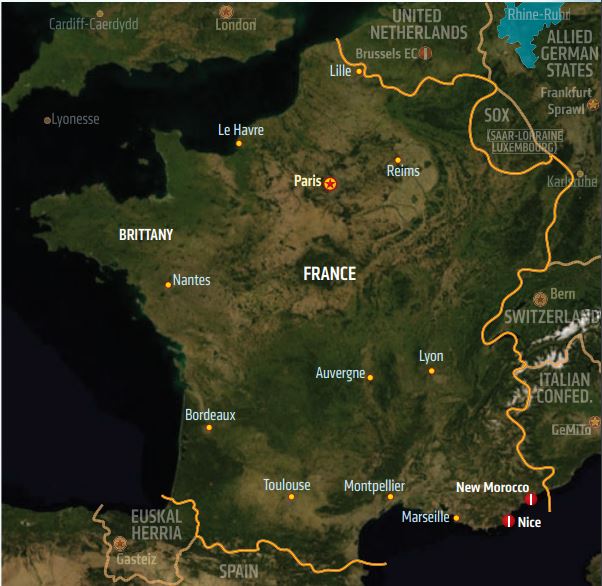 Cardiff-Caerdydd
London
UNITED
NETHERLANDS
Rhine-Ruhr
ALLIED
GERMAN
STATES
Brussels EC
Lille
Frankfurt
Sprawl
Lyonesse
Le Havre
SOX
(SAAR-LORRAINE
LUXEMBOURG)
Paris
Reims
Karlsruhe
BRITTANY
Nantes
FRANCE
Bern
SWITZERLAND
Auvergne
Lyon
ITALIAN
CONFED.
Bordeaux
GeMiTo
Toulouse
Montpellier
New Morocco
Marseille
Nice
EUSKAL
HERRIA
Gasteiz
SPAIN